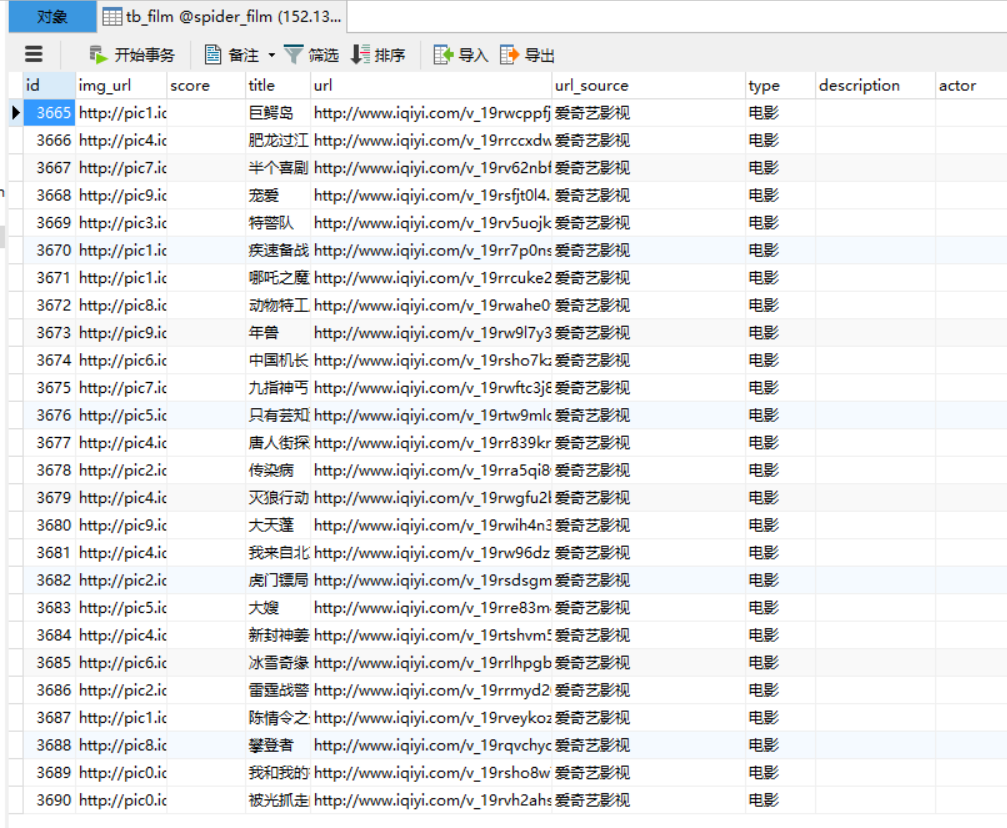 对象 tb_film @spider_film (152.13...
开始事务 备注 筛选 排序 导入 导出
id img_url score title url url_source type description actor
3665 http://pic1.ic 巨鳄岛 http://www.iqiyi.com/v_19rwcppfj 爱奇艺影视 电影
3666 http://pic4.ic 肥龙过江 http://www.iqiyi.com/v_19rrccxdw 爱奇艺影视 电影
3667 http://pic7.ic 半个喜剧 http://www.iqiyi.com/v_19rv62nbf 爱奇艺影视 电影
3668 http://pic9.ic 宠爱 http://www.iqiyi.com/v_19rsfjt0l4. 爱奇艺影视 电影
3669 http://pic3.ic 特警队 http://www.iqiyi.com/v_19rv5uojk 爱奇艺影视 电影
3670 http://pic1.ic 疾速备战 http://www.iqiyi.com/v_19rr7p0ns 爱奇艺影视 电影
3671 http://pic1.ic 哪吒之魔 http://www.iqiyi.com/v_19rrcuke2 爱奇艺影视 电影
3672 http://pic8.ic 动物特工 http://www.iqiyi.com/v_19rwahe0 爱奇艺影视 电影
3673 http://pic9.ic 年兽 http://www.iqiyi.com/v_19rw9l7y3 爱奇艺影视 电影
3674 http://pic6.ic 中国机长 http://www.iqiyi.com/v_19rsho7kz 爱奇艺影视 电影
3675 http://pic7.ic 九指神丐 http://www.iqiyi.com/v_19rwftc3j8 爱奇艺影视 电影
3676 http://pic5.ic 只有芸知 http://www.iqiyi.com/v_19rtw9mlc 爱奇艺影视 电影
3677 http://pic4.ic 唐人街探 http://www.iqiyi.com/v_19rr839kr 爱奇艺影视 电影
3678 http://pic2.ic 传染病 http://www.iqiyi.com/v_19rra5qi8 爱奇艺影视 电影
3679 http://pic4.ic 灭狼行动 http://www.iqiyi.com/v_19rwgfu2l 爱奇艺影视 电影
3680 http://pic9.ic 大天蓬 http://www.iqiyi.com/v_19rwih4n3 爱奇艺影视 电影
3681 http://pic4.ic 我来自北 http://www.iqiyi.com/v_19rw96dz 爱奇艺影视 电影
3682 http://pic2.ic 虎门镖局 http://www.iqiyi.com/v_19rsdsgm 爱奇艺影视 电影
3683 http://pic5.ic 大嫂 http://www.iqiyi.com/v_19rre83m 爱奇艺影视 电影
3684 http://pic4.ic 新封神姜 http://www.iqiyi.com/v_19rtshvm5 爱奇艺影视 电影
3685 http://pic6.ic 冰雪奇缘 http://www.iqiyi.com/v_19rrlhpgb 爱奇艺影视 电影
3686 http://pic2.ic 雷霆战警 http://www.iqiyi.com/v_19rrmyd2 爱奇艺影视 电影
3687 http://pic1.ic 陈情令之 http://www.iqiyi.com/v_19rveykoz 爱奇艺影视 电影
3688 http://pic8.ic 攀登者 http://www.iqiyi.com/v_19rqvchyc 爱奇艺影视 电影
3689 http://pic0.ic 我和我的 http://www.iqiyi.com/v_19rsho8w 爱奇艺影视 电影
3690 http://pic0.ic 被光抓走 http://www.iqiyi.com/v_19rvh2ahs 爱奇艺影视 电影